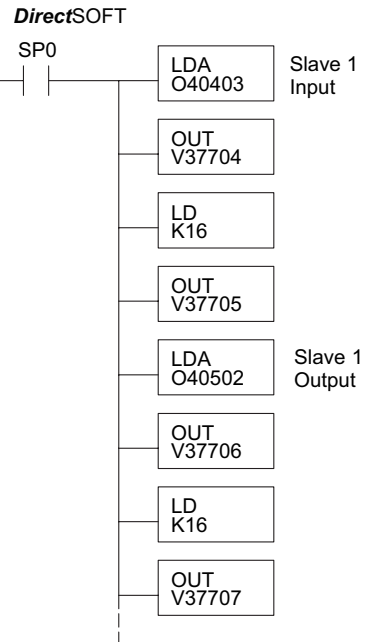 DirectSOFT
SP0
LDA
O40403
Slave 1
Input
OUT
V37704
LD
K16
OUT
V37705
LDA
O40502
Slave 1
Output
OUT
V37706
LD
K16
OUT
V37707